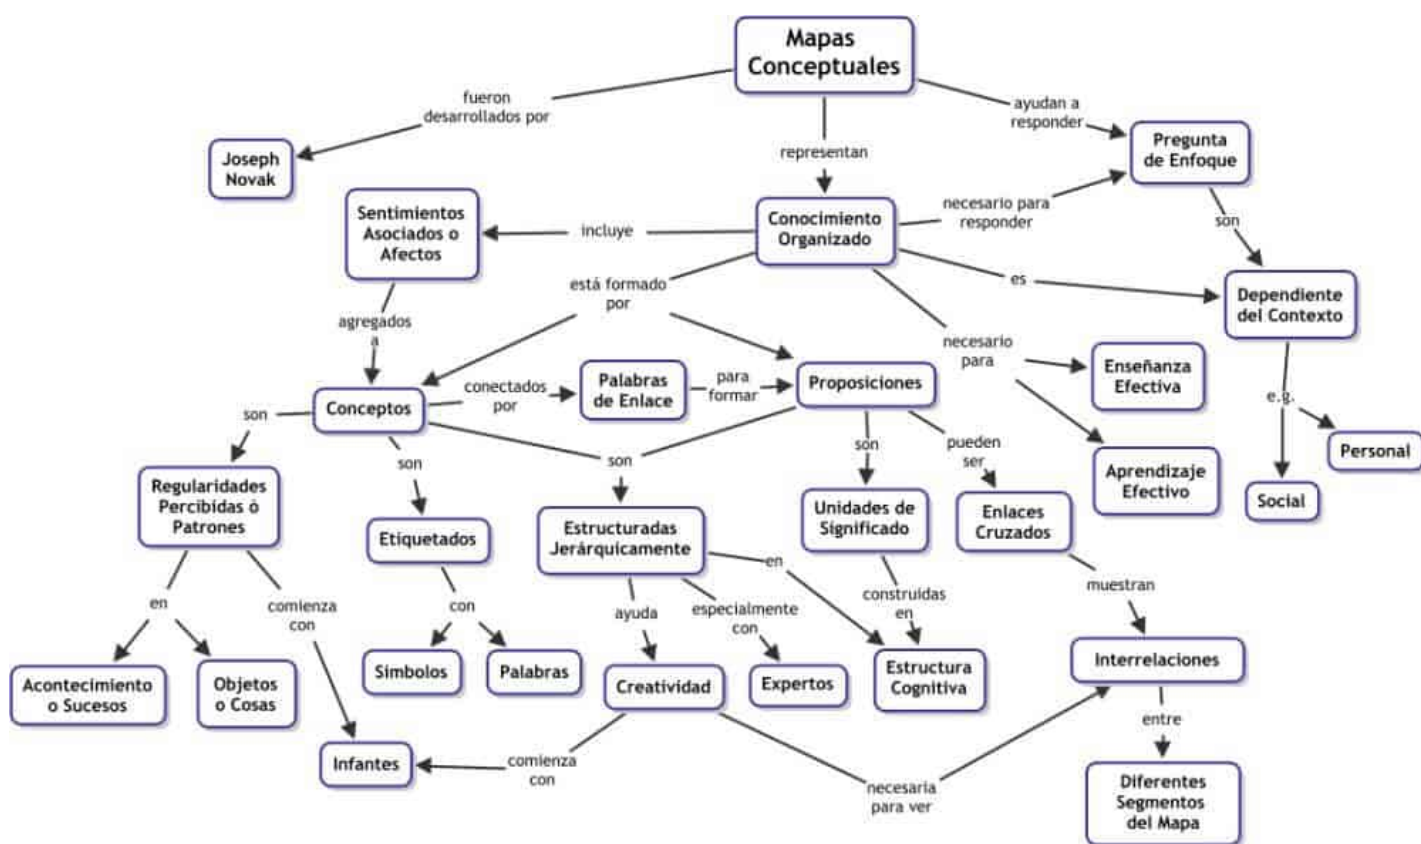 Mapas
Conceptuales
fueron
desarrollados por
ayudan a
responder
representan
Joseph
Novak
Pregunta
de Enfoque
Sentimientos
Asociados o
Afectos
incluye
Conocimiento
Organizado
necesario para
responder
son
está formado
por
es
Dependiente
del Contexto
agregados
a
necesario
para
Enseñanza
Efectiva
Conceptos
conectados
por
Palabras
de Enlace
para
formar
Proposiciones
e.g.
son
son
son
son
pueden
ser
Personal
Regularidades
Percibidas ó
Patrones
Aprendizaje
Efectivo
Social
Etiquetados
Estructuradas
Jerárquicamente
Unidades de
Significado
Enlaces
Cruzados
en
comienza
con
con
ayuda
especialmente
con
en
construidas
en
muestran
Acontecimiento
o Sucesos
Objetos
o Cosas
Simbolos
Palabras
Creatividad
Expertos
Estructura
Cognitiva
Interrelaciones
Infantes
comienza
con
necesaria
para ver
entre
Diferentes
Segmentos
del Mapa